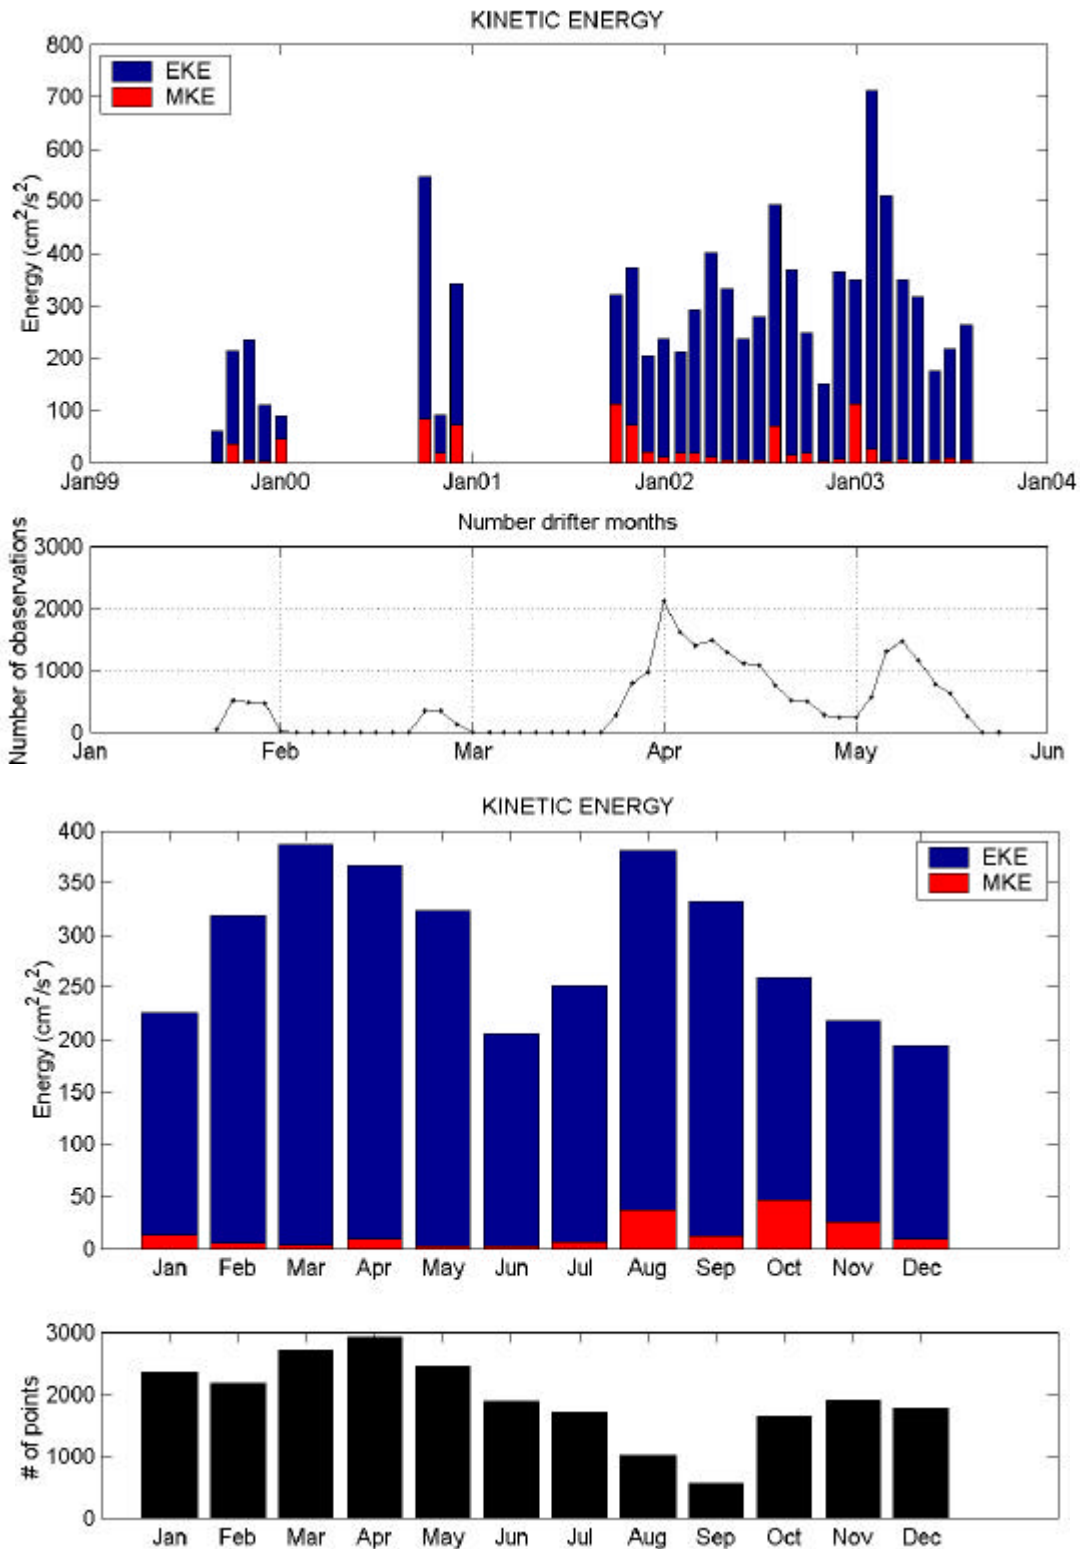 KINETIC ENERGY
Energy (cm²/s²)
800
700
600
500
400
300
200
100
0
EKE
MKE
Jan99 Jan00 Jan01 Jan02 Jan03 Jan04
Number drifter months
Number of obaservations
3000
2000
1000
0
Jan Feb Mar Apr May Jun
KINETIC ENERGY
Energy (cm²/s²)
400
350
300
250
200
150
100
50
0
EKE
MKE
Jan Feb Mar Apr May Jun Jul Aug Sep Oct Nov Dec
# of points
3000
2000
1000
0
Jan Feb Mar Apr May Jun Jul Aug Sep Oct Nov Dec